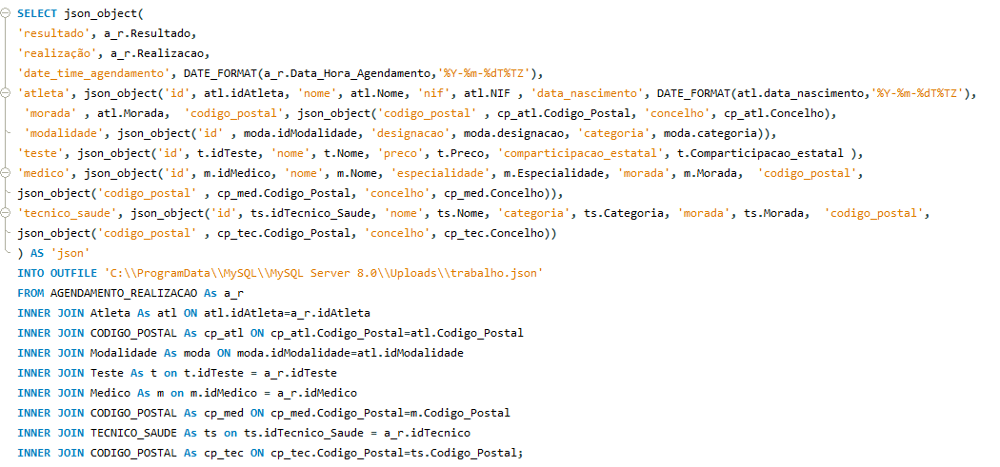 SELECT json_object(
'resultado', a_r.Resultado,
'realização', a_r.Realizacao,
'date_time_agendamento', DATE_FORMAT(a_r.Data_Hora_Agendamento,'%Y-%m-%dT%TZ'),
'atleta', json_object('id', atl.idAtleta, 'nome', atl.Nome, 'nif', atl.NIF , 'data_nascimento', DATE_FORMAT(atl.data_nascimento,'%Y-%m-%dT%TZ'),
'morada' , atl.Morada,  'codigo_postal', json_object('codigo_postal' , cp_atl.Codigo_Postal, 'concelho', cp_atl.Concelho),
'modalidade', json_object('id' , moda.idModalidade, 'designacao', moda.designacao, 'categoria', moda.categoria)),
'teste', json_object('id', t.idTeste, 'nome', t.Nome, 'preco', t.Preco, 'comparticipacao_estatal', t.Comparticipacao_estatal ),
'medico', json_object('id', m.idMedico, 'nome', m.Nome, 'especialidade', m.Especialidade, 'morada', m.Morada,  'codigo_postal',
json_object('codigo_postal' , cp_med.Codigo_Postal, 'concelho', cp_med.Concelho)),
'tecnico_saude', json_object('id', ts.idTecnico_Saude, 'nome', ts.Nome, 'categoria', ts.Categoria, 'morada', ts.Morada,  'codigo_postal',
json_object('codigo_postal' , cp_tec.Codigo_Postal, 'concelho', cp_tec.Concelho))
) AS 'json'
INTO OUTFILE 'C:\\ProgramData\\MySQL\\MySQL Server 8.0\\Uploads\\trabalho.json'
FROM AGENDAMENTO_REALIZACAO As a_r
INNER JOIN Atleta As atl ON atl.idAtleta=a_r.idAtleta
INNER JOIN CODIGO_POSTAL As cp_atl ON cp_atl.Codigo_Postal=atl.Codigo_Postal
INNER JOIN Modalidade As moda ON moda.idModalidade=atl.idModalidade
INNER JOIN Teste As t on t.idTeste = a_r.idTeste
INNER JOIN Medico As m on m.idMedico = a_r.idMedico
INNER JOIN CODIGO_POSTAL As cp_med ON cp_med.Codigo_Postal=m.Codigo_Postal
INNER JOIN TECNICO_SAUDE As ts on ts.idTecnico_Saude = a_r.idTecnico
INNER JOIN CODIGO_POSTAL As cp_tec ON cp_tec.Codigo_Postal=ts.Codigo_Postal;